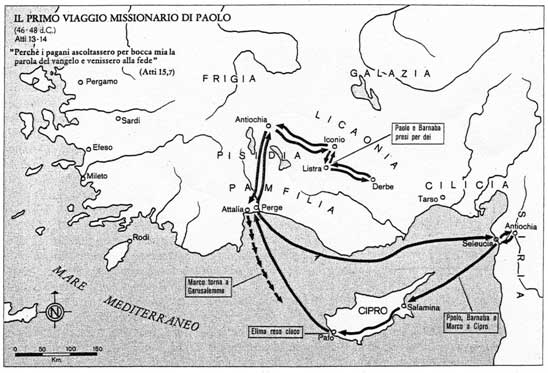 IL PRIMO VIAGGIO MISSIONARIO DI PAOLO
(46-48 d.C.)
Atti 13-14
"Perchè i pagani ascoltassero per bocca mia la
parola del vangelo e venissero alla fede"
(Atti 15,7)
Pergamo
FRIGIA
GALAZIA
Sardi
Antiochia
LICAONIA
Iconio
Paolo e Barnaba
presi per dei
Efeso
PISIDIA
Listra
Mileto
Derbe
PAMFILIA
CILICIA
Tarso
Attalia
Perge
Antiochia
Rodi
Seleucia
SIRIA
Marco torna a
Gerusalemme
MARE
MEDITERRANEO
CIPRO
Salamina
Paolo, Barnaba e
Marco a Cipro
N
Elima reso cieco
Pafo
0 50 100 150
Km.